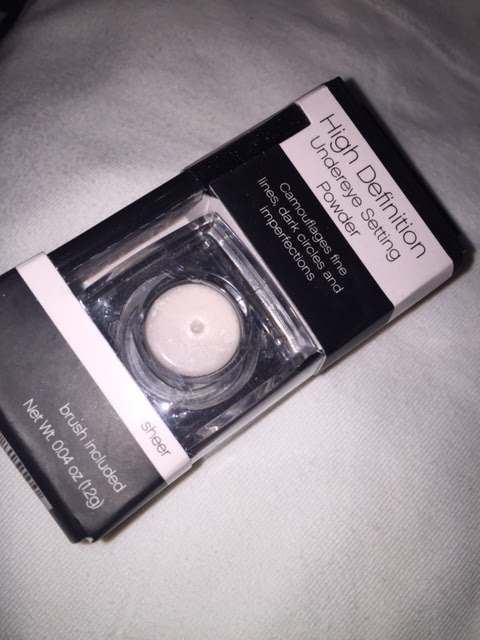 High Definition
Undereye Setting
Powder
Camouflages fine
lines, dark circles and
imperfections
sheer
brush included
Net Wt. 0.04 oz (1.2g)